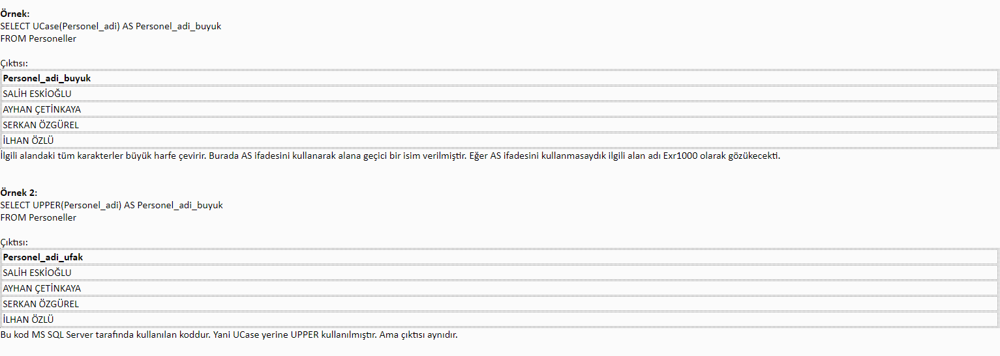 Örnek:
SELECT UCase(Personel_adi) AS Personel_adi_buyuk
FROM Personeller
Çıktısı:
Personel_adi_buyuk
SALİH ESKİOĞLU
AYHAN ÇETİNKAYA
SERKAN ÖZGÜREL
İLHAN ÖZLÜ
İlgili alandaki tüm karakterler büyük harfe çevirir. Burada AS ifadesini kullanarak alana geçici bir isim verilmiştir. Eğer AS ifadesini kullanmasaydık ilgili alan adı Exr1000 olarak gözükecekti.
Örnek 2:
SELECT UPPER(Personel_adi) AS Personel_adi_buyuk
FROM Personeller
Çıktısı:
Personel_adi_ufak
SALİH ESKİOĞLU
AYHAN ÇETİNKAYA
SERKAN ÖZGÜREL
İLHAN ÖZLÜ
Bu kod MS SQL Server tarafında kullanılan koddur. Yani UCase yerine UPPER kullanılmıştır. Ama çıktısı aynıdır.